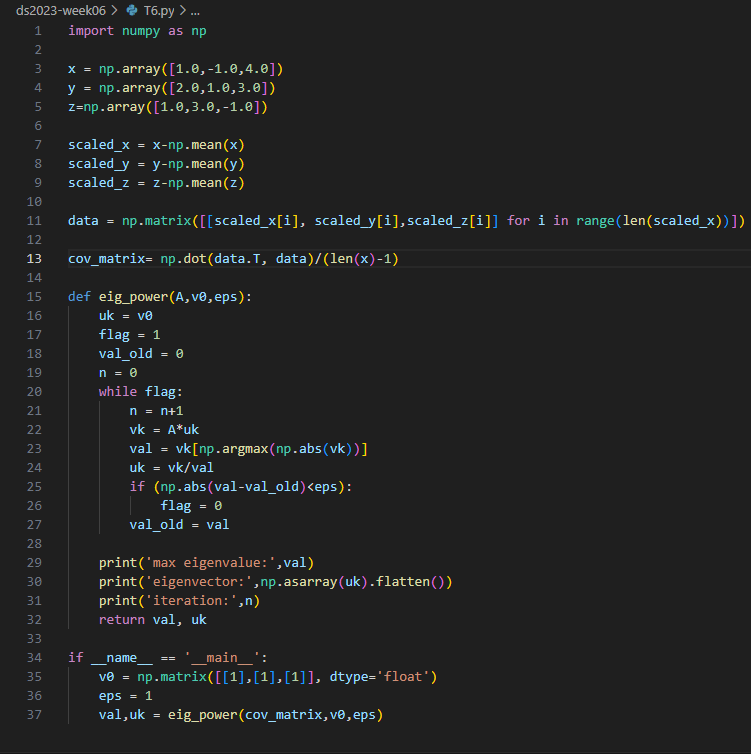 ds2023-week06 > T6.py > ...
1 import numpy as np
2
3 x = np.array([1.0,-1.0,4.0])
4 y = np.array([2.0,1.0,3.0])
5 z=np.array([1.0,3.0,-1.0])
6
7 scaled_x = x-np.mean(x)
8 scaled_y = y-np.mean(y)
9 scaled_z = z-np.mean(z)
10
11 data = np.matrix([[scaled_x[i], scaled_y[i],scaled_z[i]] for i in range(len(scaled_x))])
12
13 cov_matrix= np.dot(data.T, data)/(len(x)-1)
14
15 def eig_power(A,v0,eps):
16     uk = v0
17     flag = 1
18     val_old = 0
19     n = 0
20     while flag:
21         n = n+1
22         vk = A*uk
23         val = vk[np.argmax(np.abs(vk))]
24         uk = vk/val
25         if (np.abs(val-val_old)<eps):
26             flag = 0
27         val_old = val
28
29     print('max eigenvalue:',val)
30     print('eigenvector:',np.asarray(uk).flatten())
31     print('iteration:',n)
32     return val, uk
33
34 if __name__ == '__main__':
35     v0 = np.matrix([[1],[1],[1]], dtype='float')
36     eps = 1
37     val,uk = eig_power(cov_matrix,v0,eps)